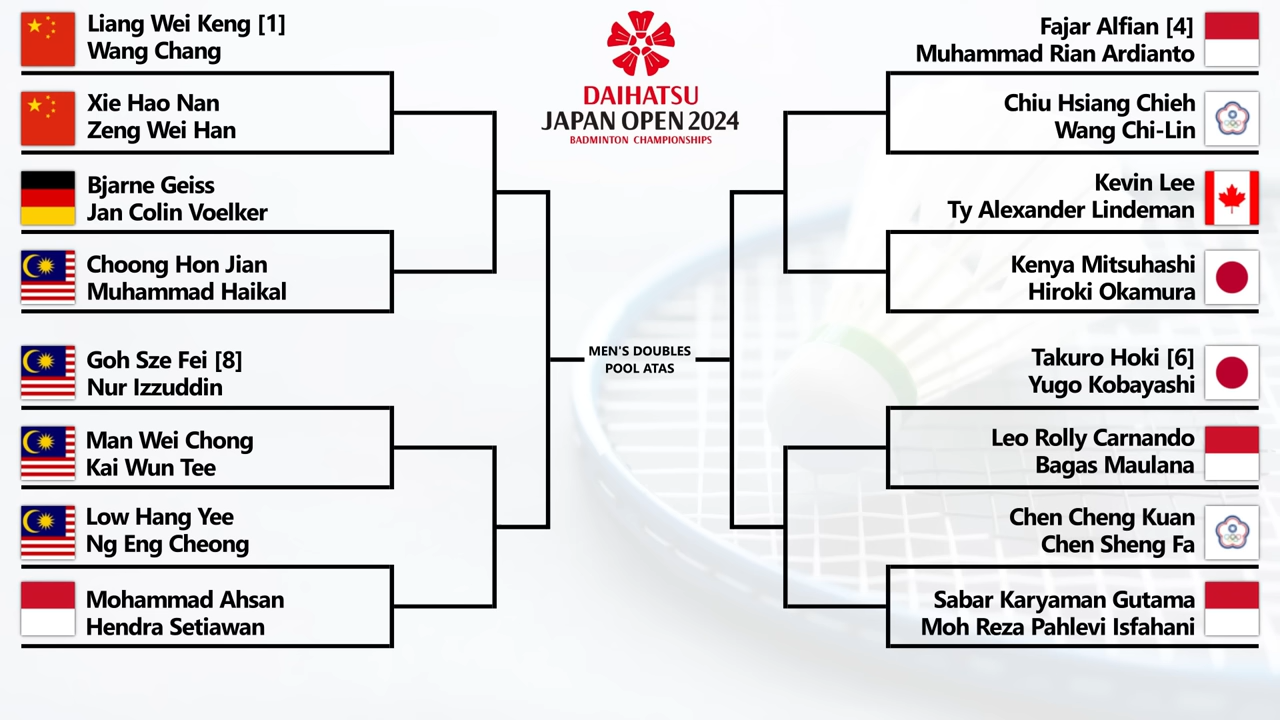 Liang Wei Keng [1]
Wang Chang
Xie Hao Nan
Zeng Wei Han
Bjarne Geiss
Jan Colin Voelker
Choong Hon Jian
Muhammad Haikal
Goh Sze Fei [8]
Nur Izzuddin
Man Wei Chong
Kai Wun Tee
Low Hang Yee
Ng Eng Cheong
Mohammad Ahsan
Hendra Setiawan
DAIHATSU
JAPAN OPEN 2024
BADMINTON CHAMPIONSHIPS
MEN'S DOUBLES
POOL ATAS
Fajar Alfian [4]
Muhammad Rian Ardianto
Chiu Hsiang Chieh
Wang Chi-Lin
Kevin Lee
Ty Alexander Lindeman
Kenya Mitsuhashi
Hiroki Okamura
Takuro Hoki [6]
Yugo Kobayashi
Leo Rolly Carnando
Bagas Maulana
Chen Cheng Kuan
Chen Sheng Fa
Sabar Karyaman Gutama
Moh Reza Pahlevi Isfahani